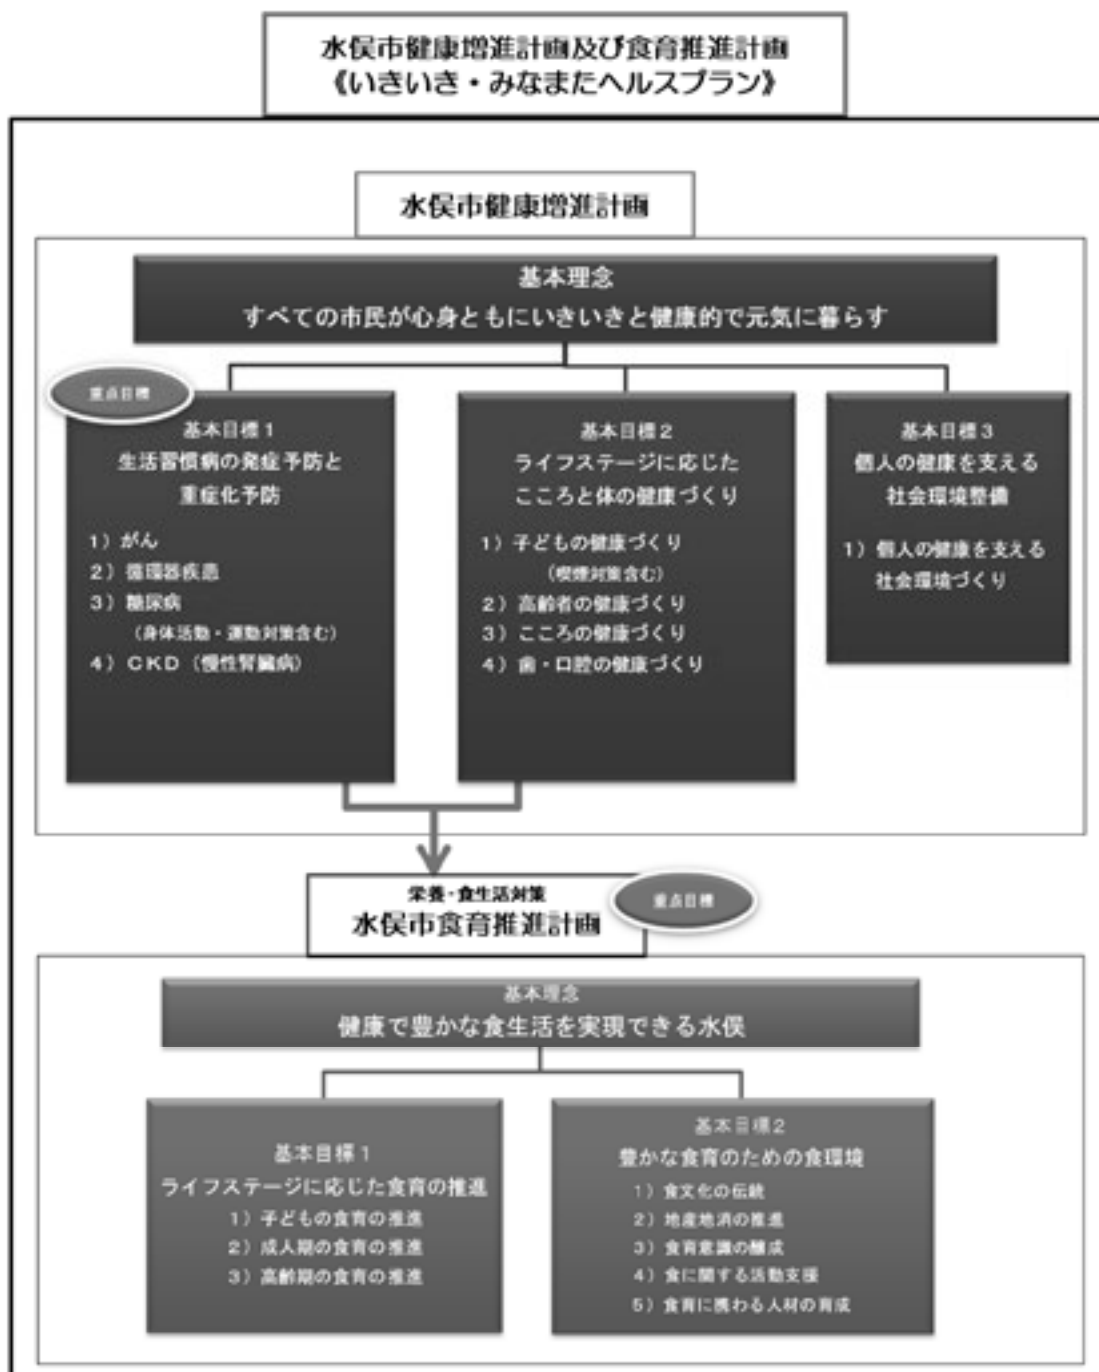 水俣市健康増進計画及び食育推進計画
《いきいき・みなまたヘルスプラン》
水俣市健康増進計画
基本理念
すべての市民が心身ともにいきいきと健康的で元気に暮らす
重点目標
基本目標1
生活習慣病の発症予防と
重症化予防
1)がん
2)循環器疾患
3)糖尿病
(身体活動・運動対策含む)
4)CKD(慢性腎臓病)
基本目標2
ライフステージに応じた
こころと体の健康づくり
1)子どもの健康づくり
(喫煙対策含む)
2)高齢者の健康づくり
3)こころの健康づくり
4)歯・口腔の健康づくり
基本目標3
個人の健康を支える
社会環境整備
1)個人の健康を支える
社会環境づくり
栄養・食生活対策
水俣市食育推進計画
重点目標
基本理念
健康で豊かな食生活を実現できる水俣
基本目標1
ライフステージに応じた食育の推進
1)子どもの食育の推進
2)成人期の食育の推進
3)高齢期の食育の推進
基本目標2
豊かな食育のための食環境
1)食文化の伝統
2)地産地消の推進
3)食育意識の醸成
4)食に関する活動支援
5)食育に携わる人材の育成